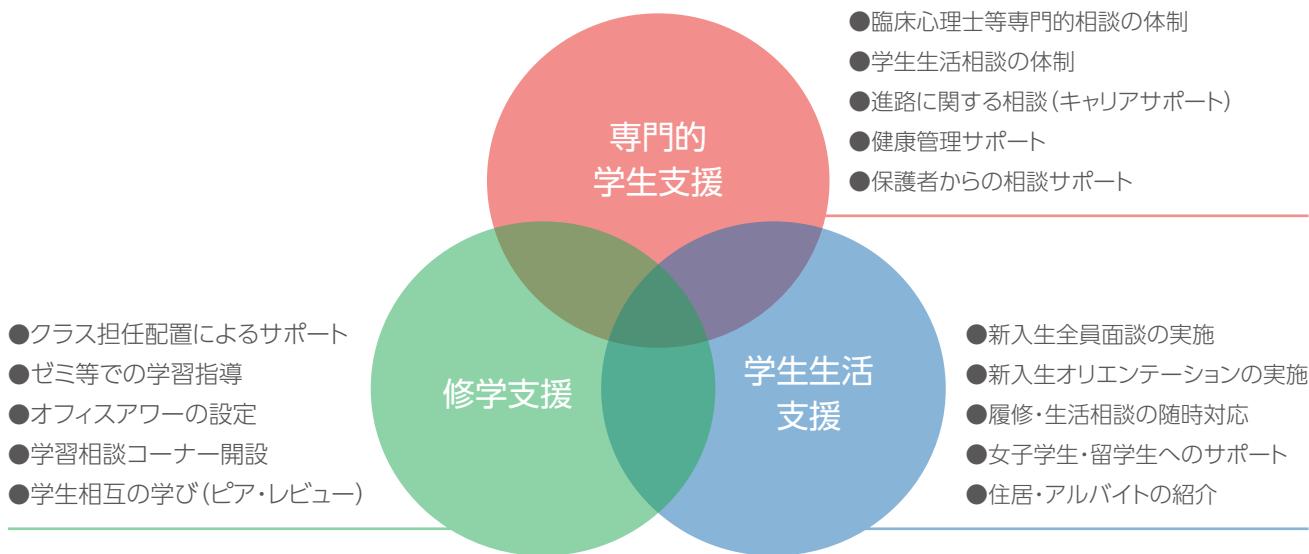 ●臨床心理士等専門的相談の体制
●学生生活相談の体制
●進路に関する相談(キャリアサポート)
●健康管理サポート
●保護者からの相談サポート
専門的
学生支援
●クラス担任配置によるサポート
●ゼミ等での学習指導
●オフィスアワーの設定
●学習相談コーナー開設
●学生相互の学び(ピア・レビュー)
修学支援
学生生活
支援
●新入生全員面談の実施
●新入生オリエンテーションの実施
●履修・生活相談の随時対応
●女子学生・留学生へのサポート
●住居・アルバイトの紹介